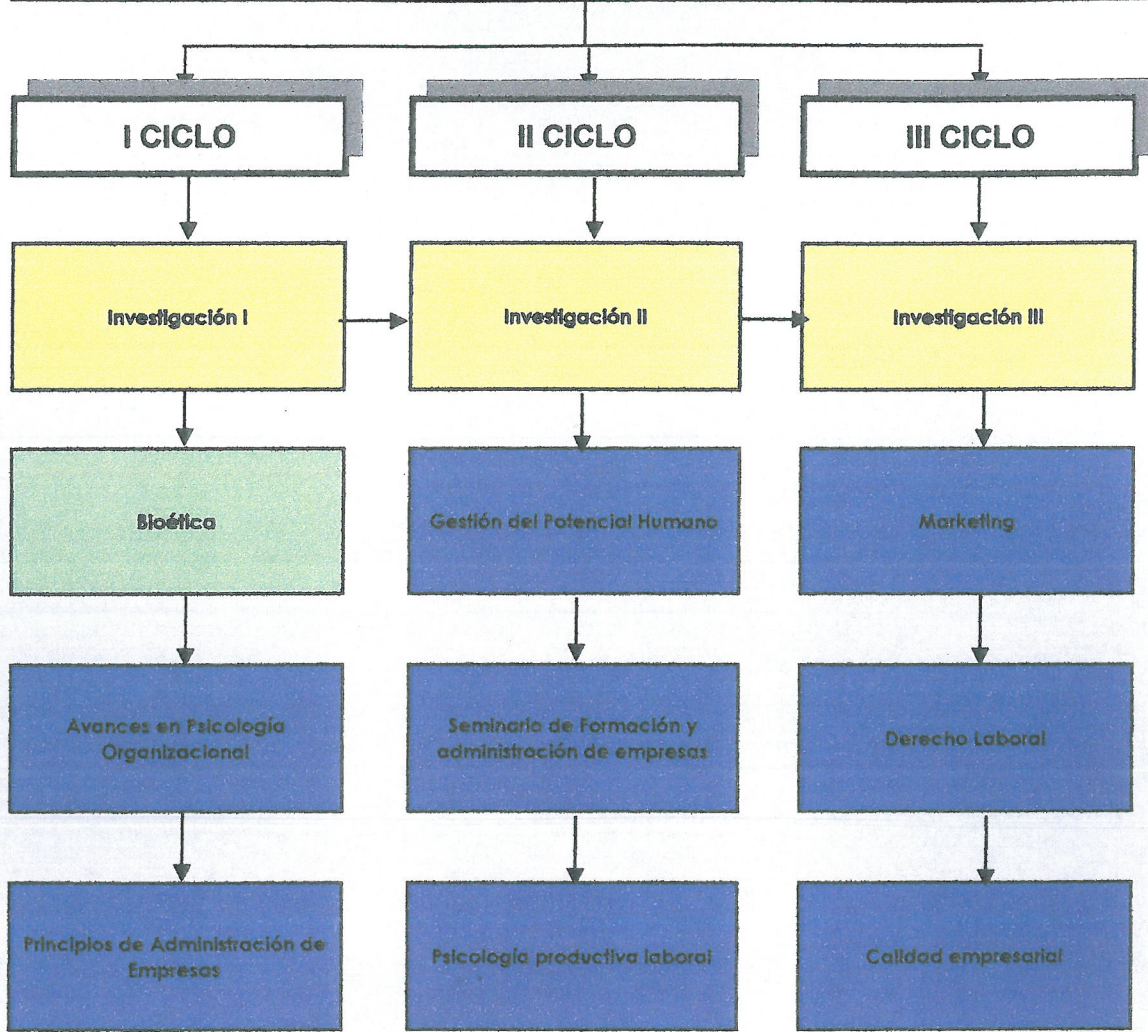 I CICLO
II CICLO
III CICLO
Investigación I
Investigación II
Investigación III
Bioética
Gestión del Potencial Humano
Marketing
Avances en Psicología
Organizacional
Seminario de Formación y
administración de empresas
Derecho Laboral
Principios de Administración de
Empresas
Psicología productiva laboral
Calidad empresarial